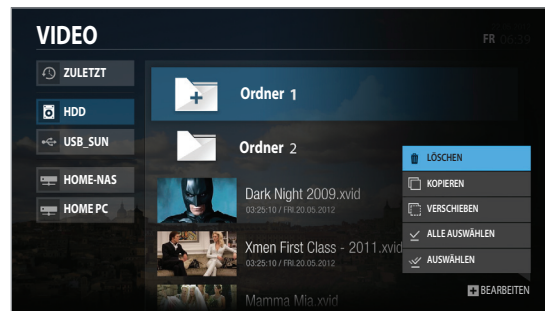 VIDEO
FR 06:39
ZULETZT
HDD
USB_SUN
HOME-NAS
HOME PC
Ordner 1
Ordner 2
Dark Night 2009.xvid
03:25:10 / FRI.20.05.2012
Xmen First Class - 2011.xvid
03:25:10 / FRI.20.05.2012
Mamma Mia.xvid
LÖSCHEN
KOPIEREN
VERSCHIEBEN
ALLE AUSWÄHLEN
AUSWÄHLEN
BEARBEITEN